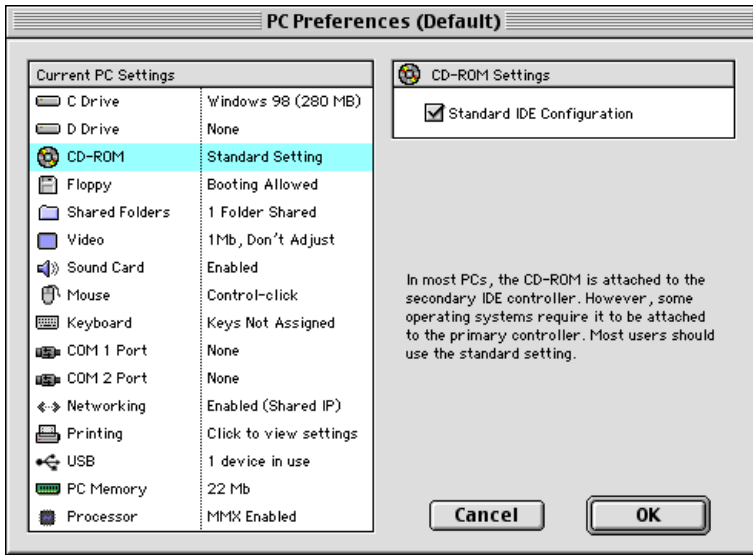 PC Preferences (Default)
Current PC Settings
C Drive Windows 98 (280 MB)
D Drive None
CD-ROM Standard Setting
Floppy Booting Allowed
Shared Folders 1 Folder Shared
Video 1Mb, Don't Adjust
Sound Card Enabled
Mouse Control-click
Keyboard Keys Not Assigned
COM 1 Port None
COM 2 Port None
Networking Enabled (Shared IP)
Printing Click to view settings
USB 1 device in use
PC Memory 22 Mb
Processor MMX Enabled
CD-ROM Settings
Standard IDE Configuration
In most PCs, the CD-ROM is attached to the
secondary IDE controller. However, some
operating systems require it to be attached
to the primary controller. Most users should
use the standard setting.
Cancel OK